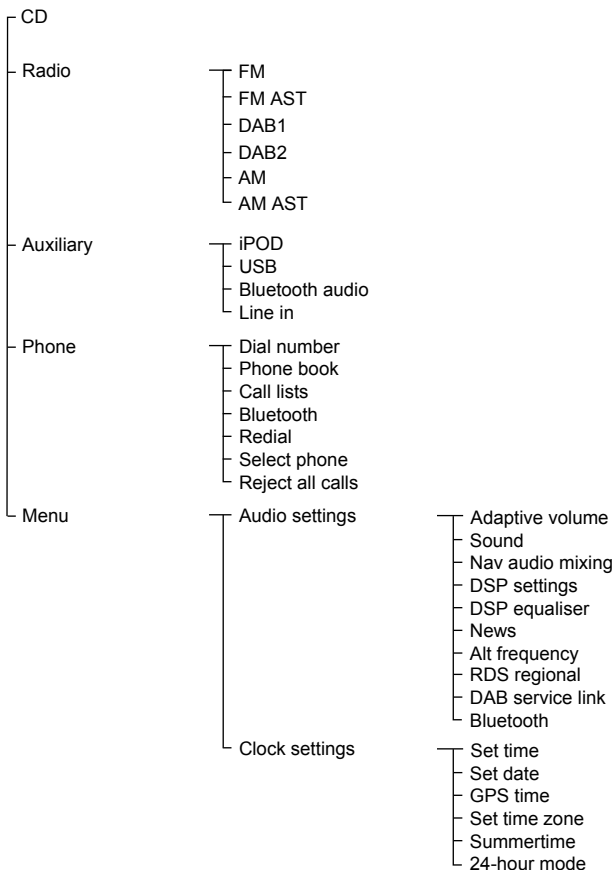 CD
Radio
FM
FM AST
DAB1
DAB2
AM
AM AST
Auxiliary
iPOD
USB
Bluetooth audio
Line in
Phone
Dial number
Phone book
Call lists
Bluetooth
Redial
Select phone
Reject all calls
Menu
Audio settings
Adaptive volume
Sound
Nav audio mixing
DSP settings
DSP equaliser
News
Alt frequency
RDS regional
DAB service link
Bluetooth
Clock settings
Set time
Set date
GPS time
Set time zone
Summertime
24-hour mode